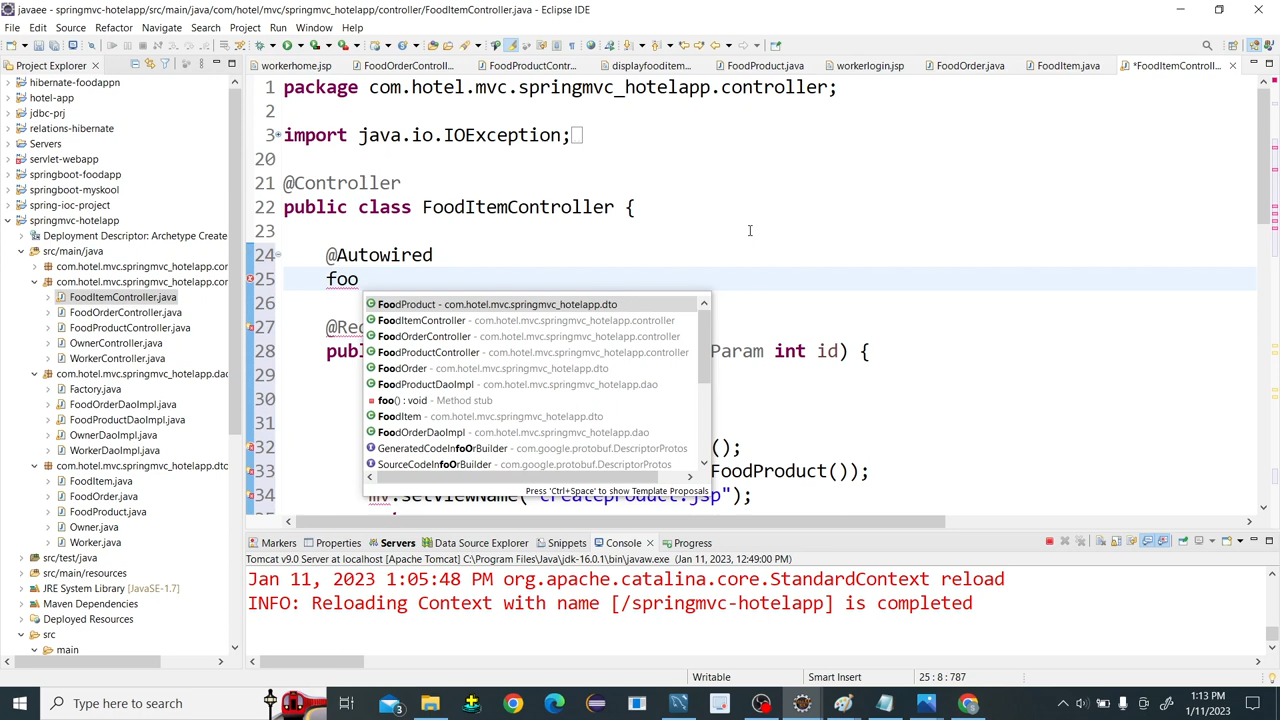 javaee - springmvc-hotelapp/src/main/java/com/hotel/mvc/springmvc_hotelapp/controller/FoodItemController.java - Eclipse IDE
File Edit Source Refactor Navigate Search Project Run Window Help
Project Explorer
workerhome.jsp FoodOrderControll... FoodProductContr... displayfooditem... FoodProduct.java workerlogin.jsp FoodOrder.java FoodItem.java *FoodItemControll...
hibernate-foodappn
hotel-app
jdbc-prj
relations-hibernate
Servers
servlet-webapp
springboot-foodapp
springboot-myskool
spring-ioc-project
springmvc-hotelapp
Deployment Descriptor: Archetype Create
src/main/java
com.hotel.mvc.springmvc_hotelapp.cor
com.hotel.mvc.springmvc_hotelapp.cor
FoodItemController.java
FoodOrderController.java
FoodProductController.java
OwnerController.java
WorkerController.java
com.hotel.mvc.springmvc_hotelapp.dao
Factory.java
FoodOrderDaoImpl.java
FoodProductDaoImpl.java
OwnerDaoImpl.java
WorkerDaoImpl.java
com.hotel.mvc.springmvc_hotelapp.dto
FoodItem.java
FoodOrder.java
FoodProduct.java
Owner.java
Worker.java
src/test/java
src/main/resources
JRE System Library [JavaSE-1.7]
Maven Dependencies
Deployed Resources
src
main
1 package com.hotel.mvc.springmvc_hotelapp.controller;
2
3 import java.io.IOException;
20
21 @Controller
22 public class FoodItemController {
23
24 @Autowired
25 foo
26
27 @Rec
28 publ Param int id) {
29
30
31
32 ();
33 FoodProduct());
34 mv.setViewName("createproduct.jsp");
FoodProduct - com.hotel.mvc.springmvc_hotelapp.dto
FoodItemController - com.hotel.mvc.springmvc_hotelapp.controller
FoodOrderController - com.hotel.mvc.springmvc_hotelapp.controller
FoodProductController - com.hotel.mvc.springmvc_hotelapp.controller
FoodOrder - com.hotel.mvc.springmvc_hotelapp.dto
FoodProductDaoImpl - com.hotel.mvc.springmvc_hotelapp.dao
foo() : void - Method stub
FoodItem - com.hotel.mvc.springmvc_hotelapp.dto
FoodOrderDaoImpl - com.hotel.mvc.springmvc_hotelapp.dao
GeneratedCodeInfoOrBuilder - com.google.protobuf.DescriptorProtos
SourceCodeInfoOrBuilder - com.google.protobuf.DescriptorProtos
Press 'Ctrl+Space' to show Template Proposals
Markers Properties Servers Data Source Explorer Snippets Console Progress
Tomcat v9.0 Server at localhost [Apache Tomcat] C:\Program Files\Java\jdk-16.0.1\bin\javaw.exe (Jan 11, 2023 12:49:00 PM)
Jan 11, 2023 1:05:48 PM org.apache.catalina.core.StandardContext reload
INFO: Reloading Context with name [/springmvc-hotelapp] is completed
Writable Smart Insert 25 : 8 : 787
Type here to search
3
1:13 PM
1/11/2023